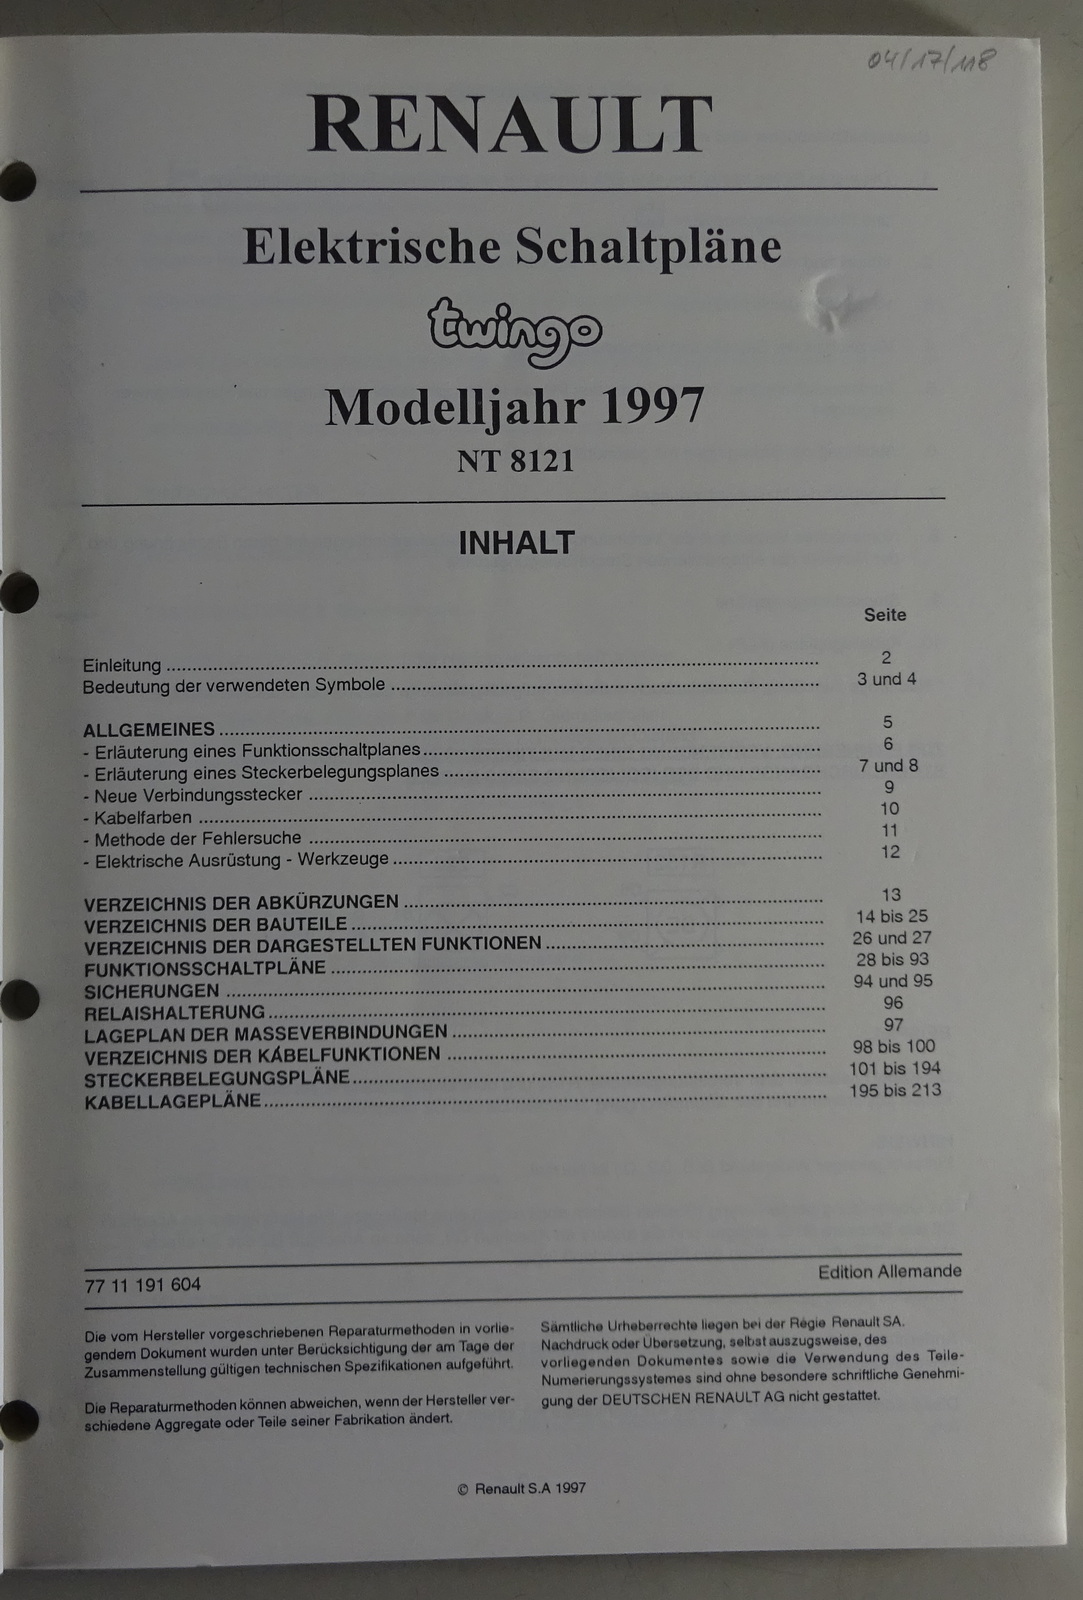 04/17/118
RENAULT
Elektrische Schaltpläne
twingo
Modelljahr 1997
NT 8121
INHALT
Seite
Einleitung ........ 2
Bedeutung der verwendeten Symbole ........ 3 und 4
ALLGEMEINES ........ 5
- Erläuterung eines Funktionsschaltplanes ........ 6
- Erläuterung eines Steckerbelegungsplanes ........ 7 und 8
- Neue Verbindungsstecker ........ 9
- Kabelfarben ........ 10
- Methode der Fehlersuche ........ 11
- Elektrische Ausrüstung - Werkzeuge ........ 12
VERZEICHNIS DER ABKÜRZUNGEN ........ 13
VERZEICHNIS DER BAUTEILE ........ 14 bis 25
VERZEICHNIS DER DARGESTELLTEN FUNKTIONEN ........ 26 und 27
FUNKTIONSSCHALTPLÄNE ........ 28 bis 93
SICHERUNGEN ........ 94 und 95
RELAISHALTERUNG ........ 96
LAGEPLAN DER MASSEVERBINDUNGEN ........ 97
VERZEICHNIS DER KABELFUNKTIONEN ........ 98 bis 100
STECKERBELEGUNGSPLÄNE ........ 101 bis 194
KABELLAGEPLÄNE ........ 195 bis 213
77 11 191 604
Edition Allemande
Die vom Hersteller vorgeschriebenen Reparaturmethoden in vorlie-
gendem Dokument wurden unter Berücksichtigung der am Tage der
Zusammenstellung gültigen technischen Spezifikationen aufgeführt.
Die Reparaturmethoden können abweichen, wenn der Hersteller ver-
schiedene Aggregate oder Teile seiner Fabrikation ändert.
Sämtliche Urheberrechte liegen bei der Régie Renault SA.
Nachdruck oder Übersetzung, selbst auszugsweise, des
vorliegenden Dokumentes sowie die Verwendung des Teile-
Numerierungssystemes sind ohne besondere schriftliche Genehmi-
gung der DEUTSCHEN RENAULT AG nicht gestattet.
© Renault S.A 1997